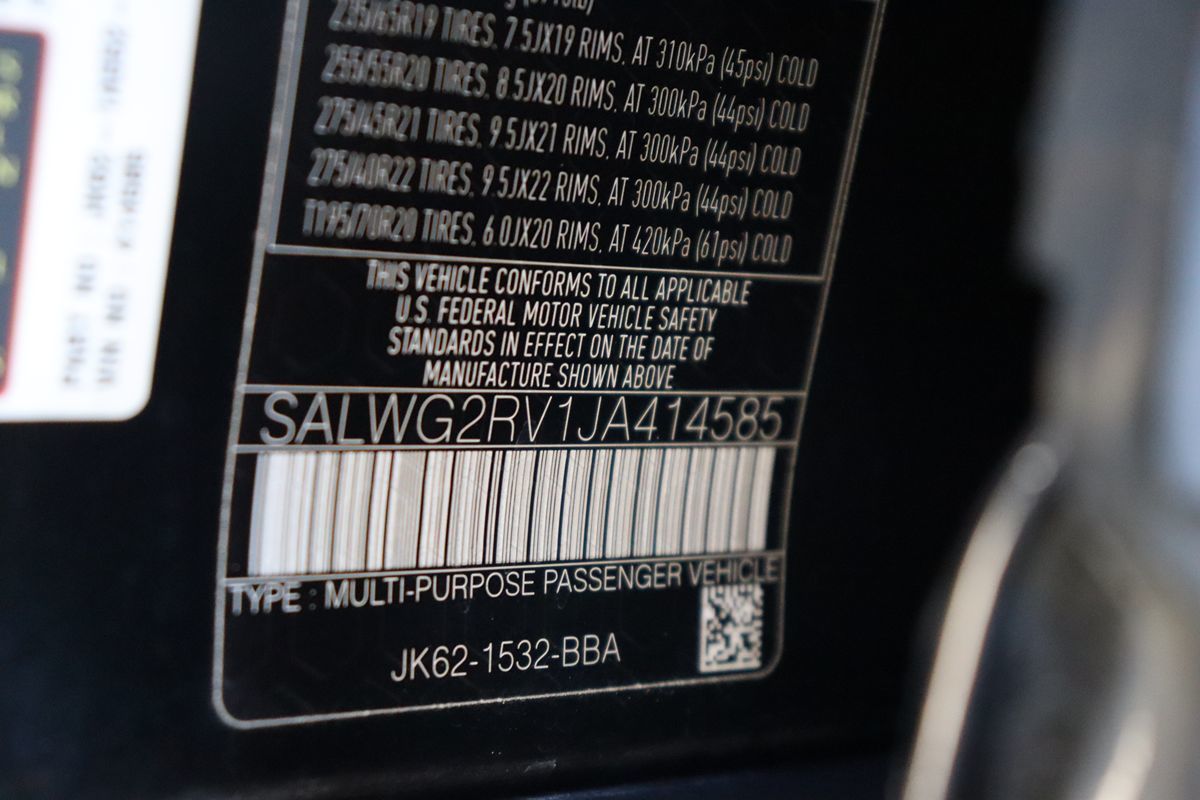 235/65R19 TIRES, 7.5JX19 RIMS, AT 310kPa (45psi) COLD
255/55R20 TIRES, 8.5JX20 RIMS, AT 300kPa (44psi) COLD
275/45R21 TIRES, 9.5JX21 RIMS, AT 300kPa (44psi) COLD
275/40R22 TIRES, 9.5JX22 RIMS, AT 300kPa (44psi) COLD
T195/70R20 TIRES, 6.0JX20 RIMS, AT 420kPa (61psi) COLD
THIS VEHICLE CONFORMS TO ALL APPLICABLE
U.S. FEDERAL MOTOR VEHICLE SAFETY
STANDARDS IN EFFECT ON THE DATE OF
MANUFACTURE SHOWN ABOVE
SALWG2RV1JA414585
TYPE : MULTI-PURPOSE PASSENGER VEHICLE
JK62-1532-BBA